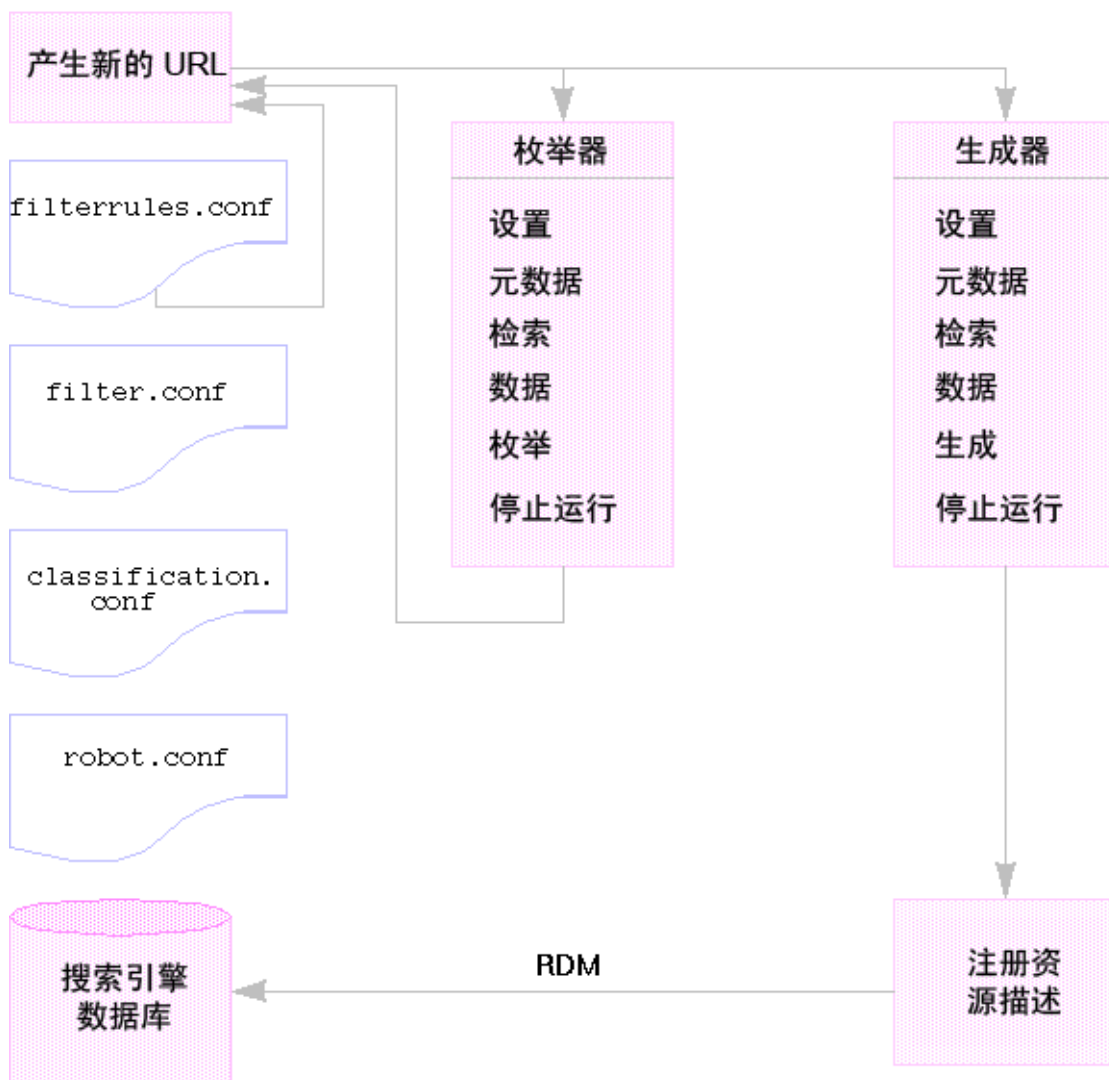 产生新的 URL
filterrules.conf
filter.conf
classification.
conf
robot.conf
枚举器
设置
元数据
检索
数据
枚举
停止运行
生成器
设置
元数据
检索
数据
生成
停止运行
搜索引擎
数据库
RDM
注册资
源描述